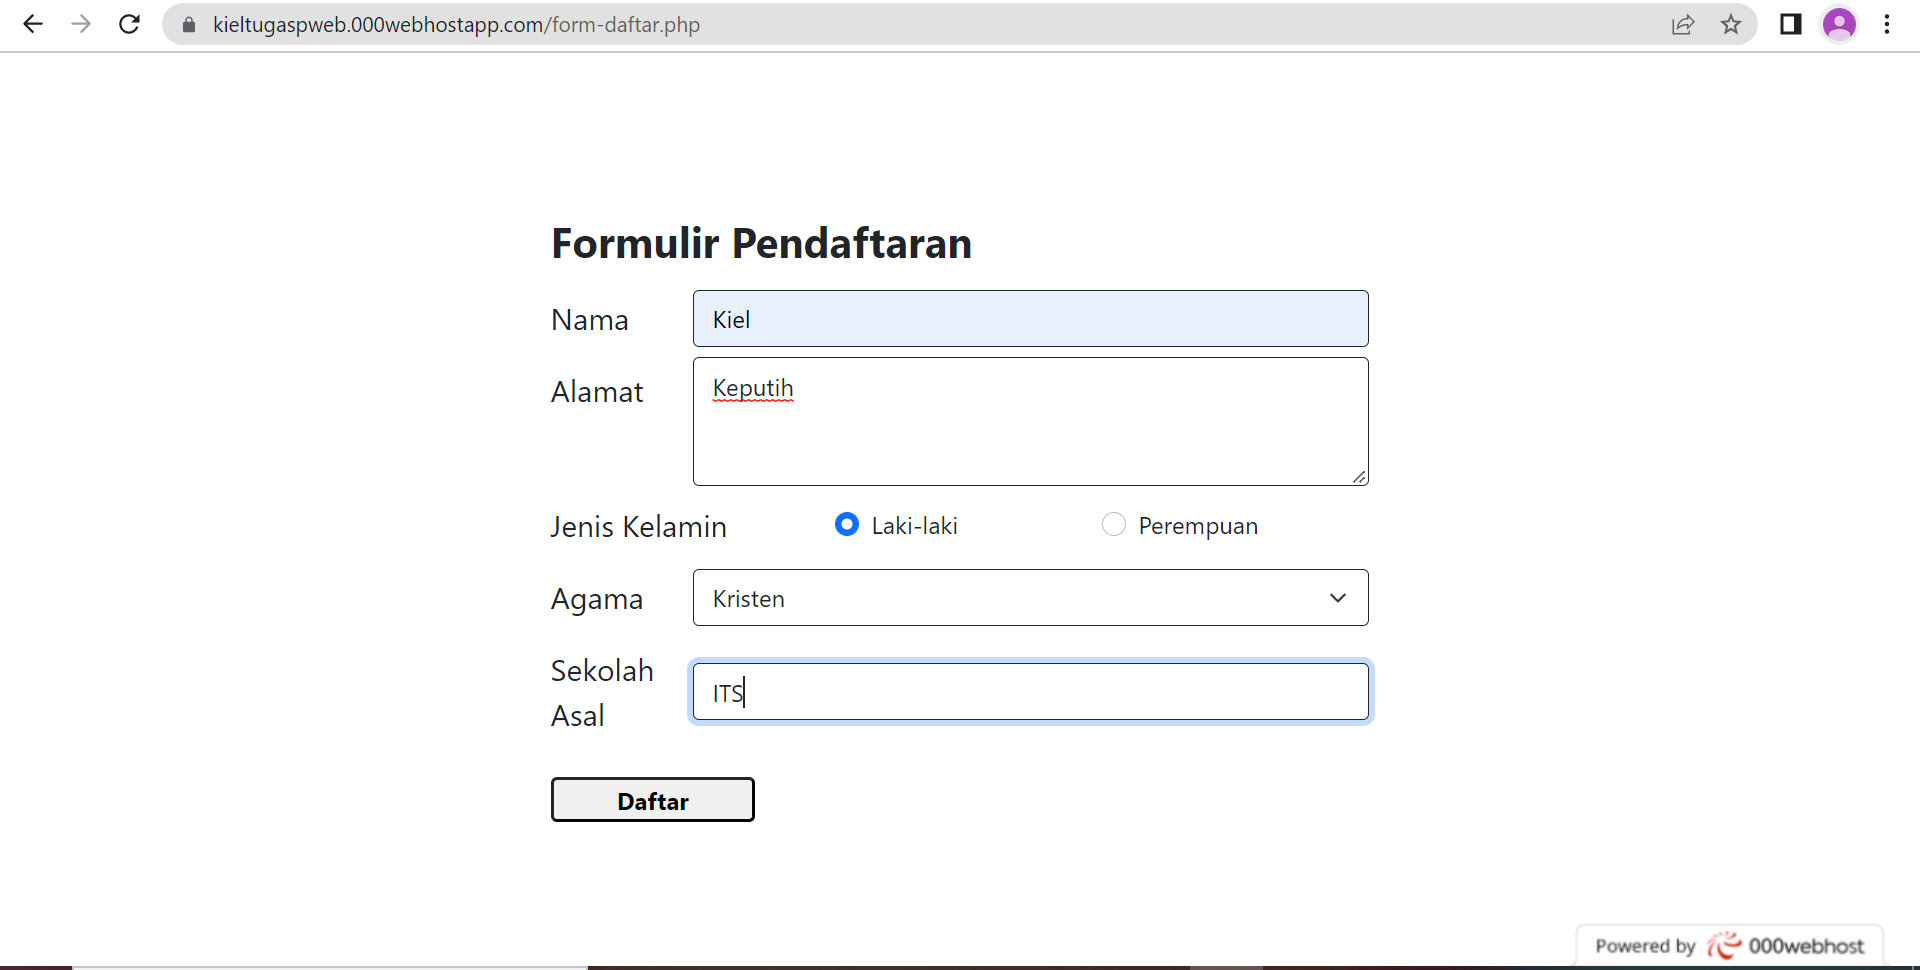 kieltugaspweb.000webhostapp.com/form-daftar.php
Formulir Pendaftaran
Nama
Kiel
Alamat
Keputih
Jenis Kelamin
Laki-laki
Perempuan
Agama
Kristen
Sekolah
Asal
ITS
Daftar
Powered by 000webhost